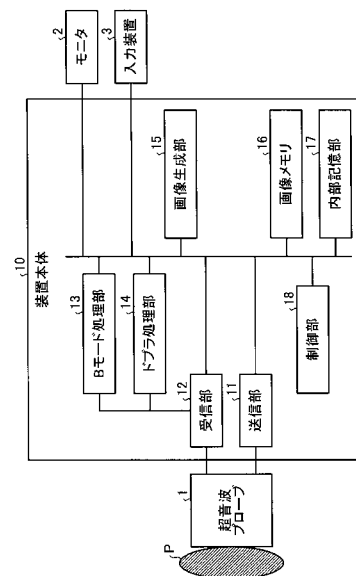 10
装置本体
2
モニタ
3
入力装置
13
Bモード処理部
14
ドプラ処理部
15
画像生成部
12
受信部
11
送信部
16
画像メモリ
17
内部記憶部
18
制御部
1
超音波
プローブ
P